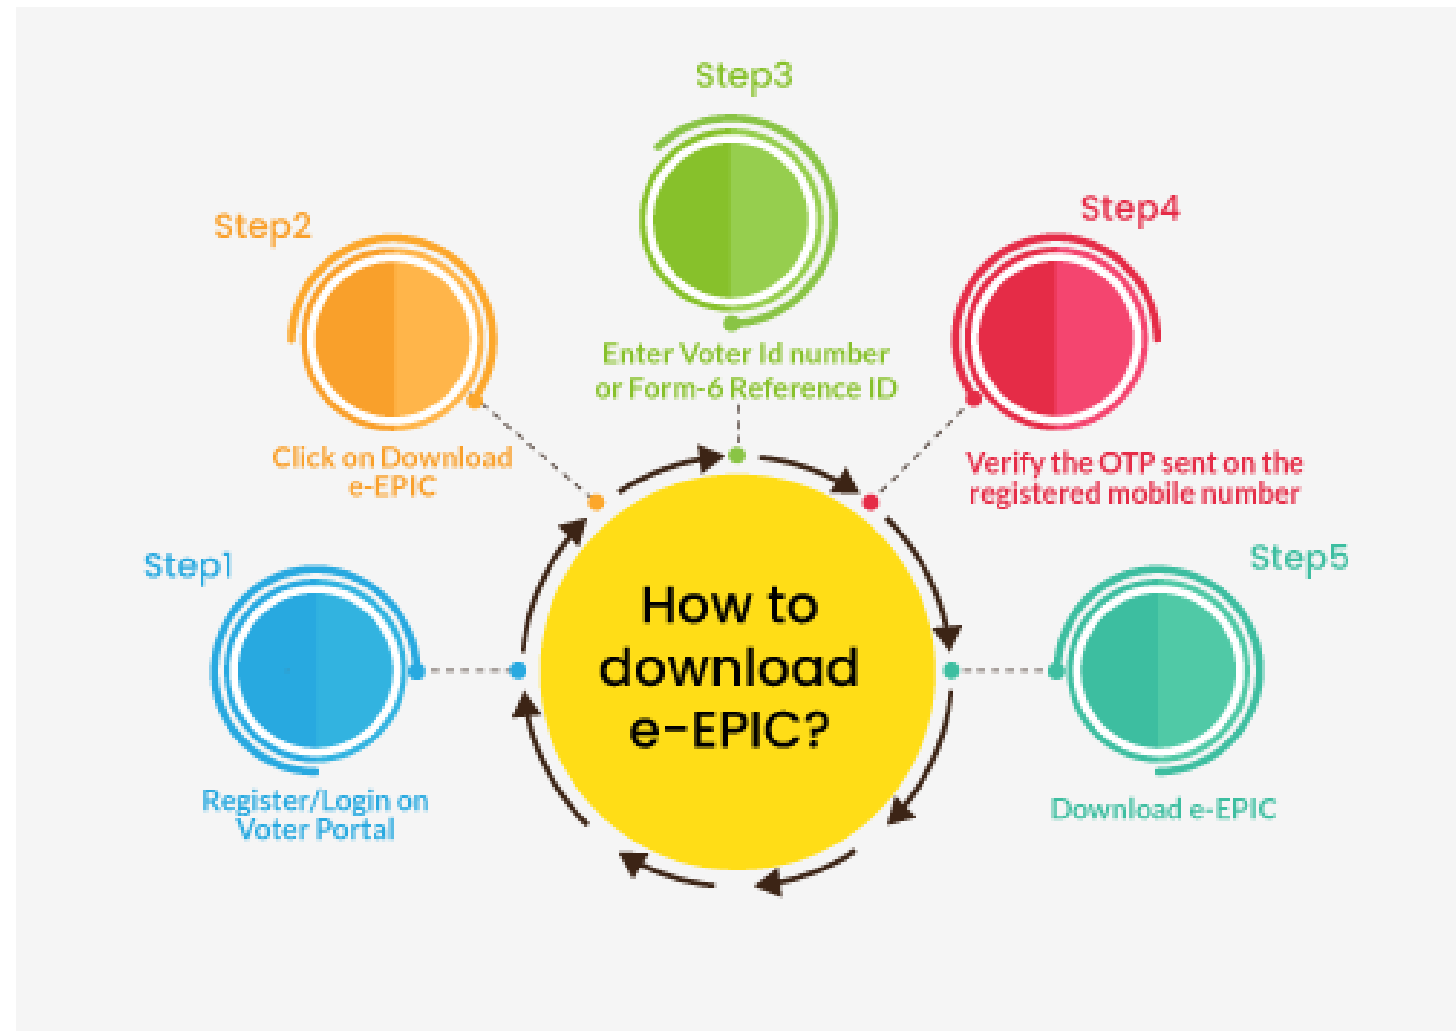 Step1
Register/Login on
Voter Portal
Step2
Click on Download
e-EPIC
Step3
Enter Voter Id number
or Form-6 Reference ID
Step4
Verify the OTP sent on the
registered mobile number
Step5
Download e-EPIC
How to
download
e-EPIC?